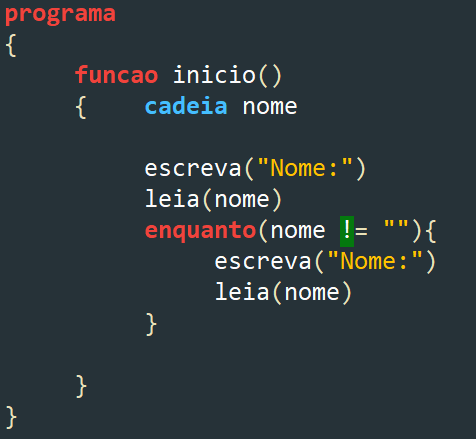 programa
{
funcao inicio()
{ cadeia nome
escreva("Nome:")
leia(nome)
enquanto(nome != ""){
escreva("Nome:")
leia(nome)
}
}
}